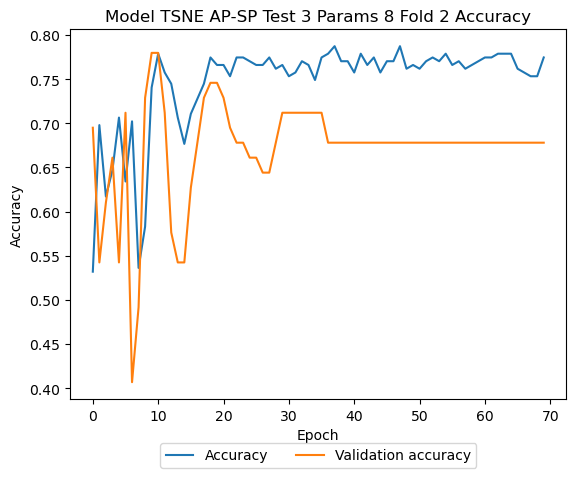 Model TSNE AP-SP Test 3 Params 8 Fold 2 Accuracy
0.80
0.75
0.70
0.65
0.60
0.55
0.50
0.45
0.40
Accuracy
0 10 20 30 40 50 60 70
Epoch
Accuracy Validation accuracy